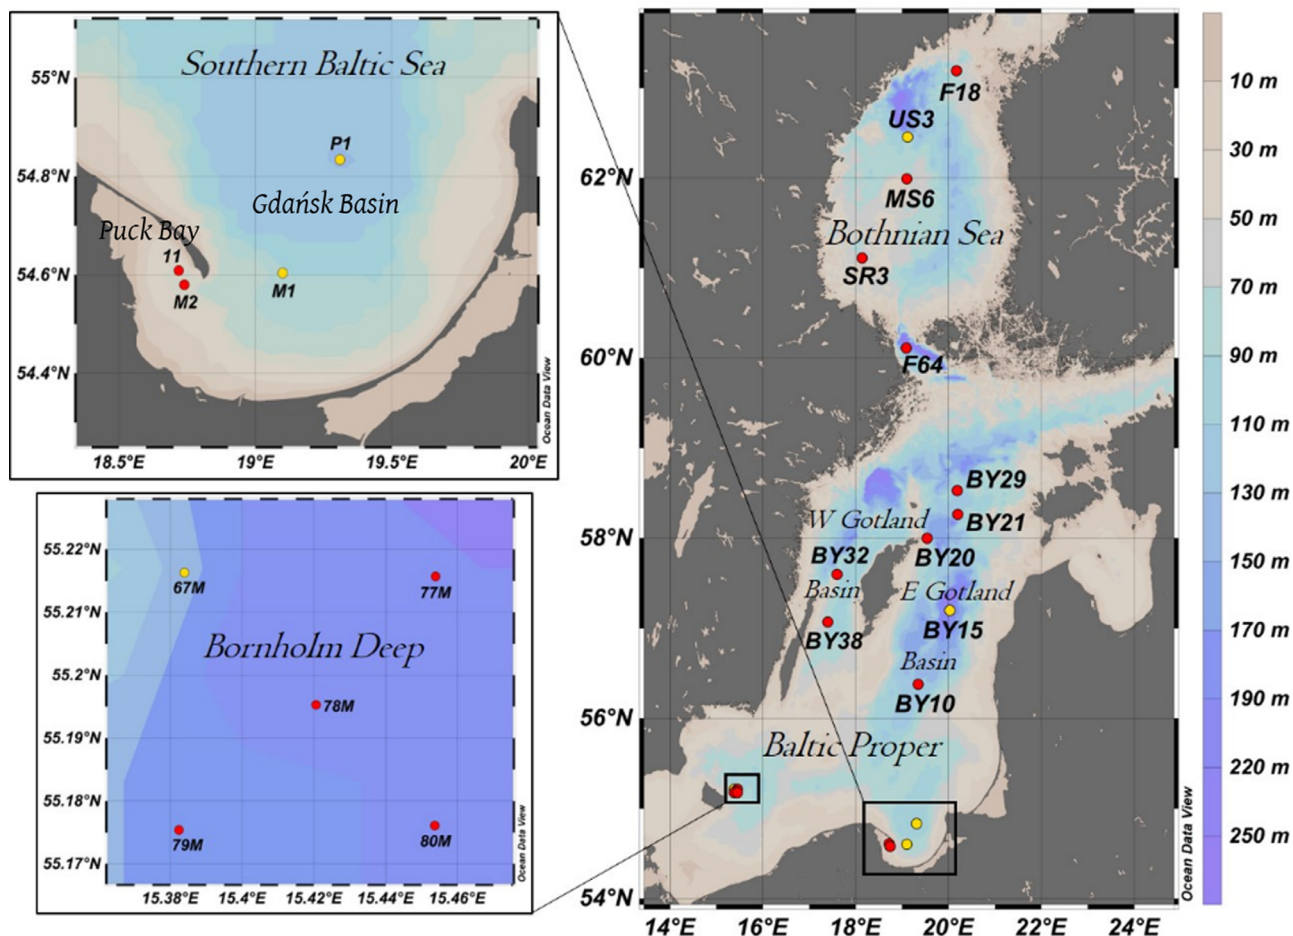 Southern Baltic Sea
P1
Gdańsk Basin
Puck Bay
11
M2
M1
55°N
54.8°N
54.6°N
54.4°N
18.5°E
19°E
19.5°E
20°E
Ocean Data View
67M
77M
Bornholm Deep
78M
79M
80M
55.22°N
55.21°N
55.2°N
55.19°N
55.18°N
55.17°N
15.38°E
15.4°E
15.42°E
15.44°E
15.46°E
Ocean Data View
F18
US3
MS6
Bothnian Sea
SR3
F64
BY29
W Gotland
BY21
BY32
BY20
Basin
E Gotland
BY38
BY15
Basin
BY10
Baltic Proper
62°N
60°N
58°N
56°N
54°N
14°E
16°E
18°E
20°E
22°E
24°E
Ocean Data View
10 m
30 m
50 m
70 m
90 m
110 m
130 m
150 m
170 m
190 m
220 m
250 m